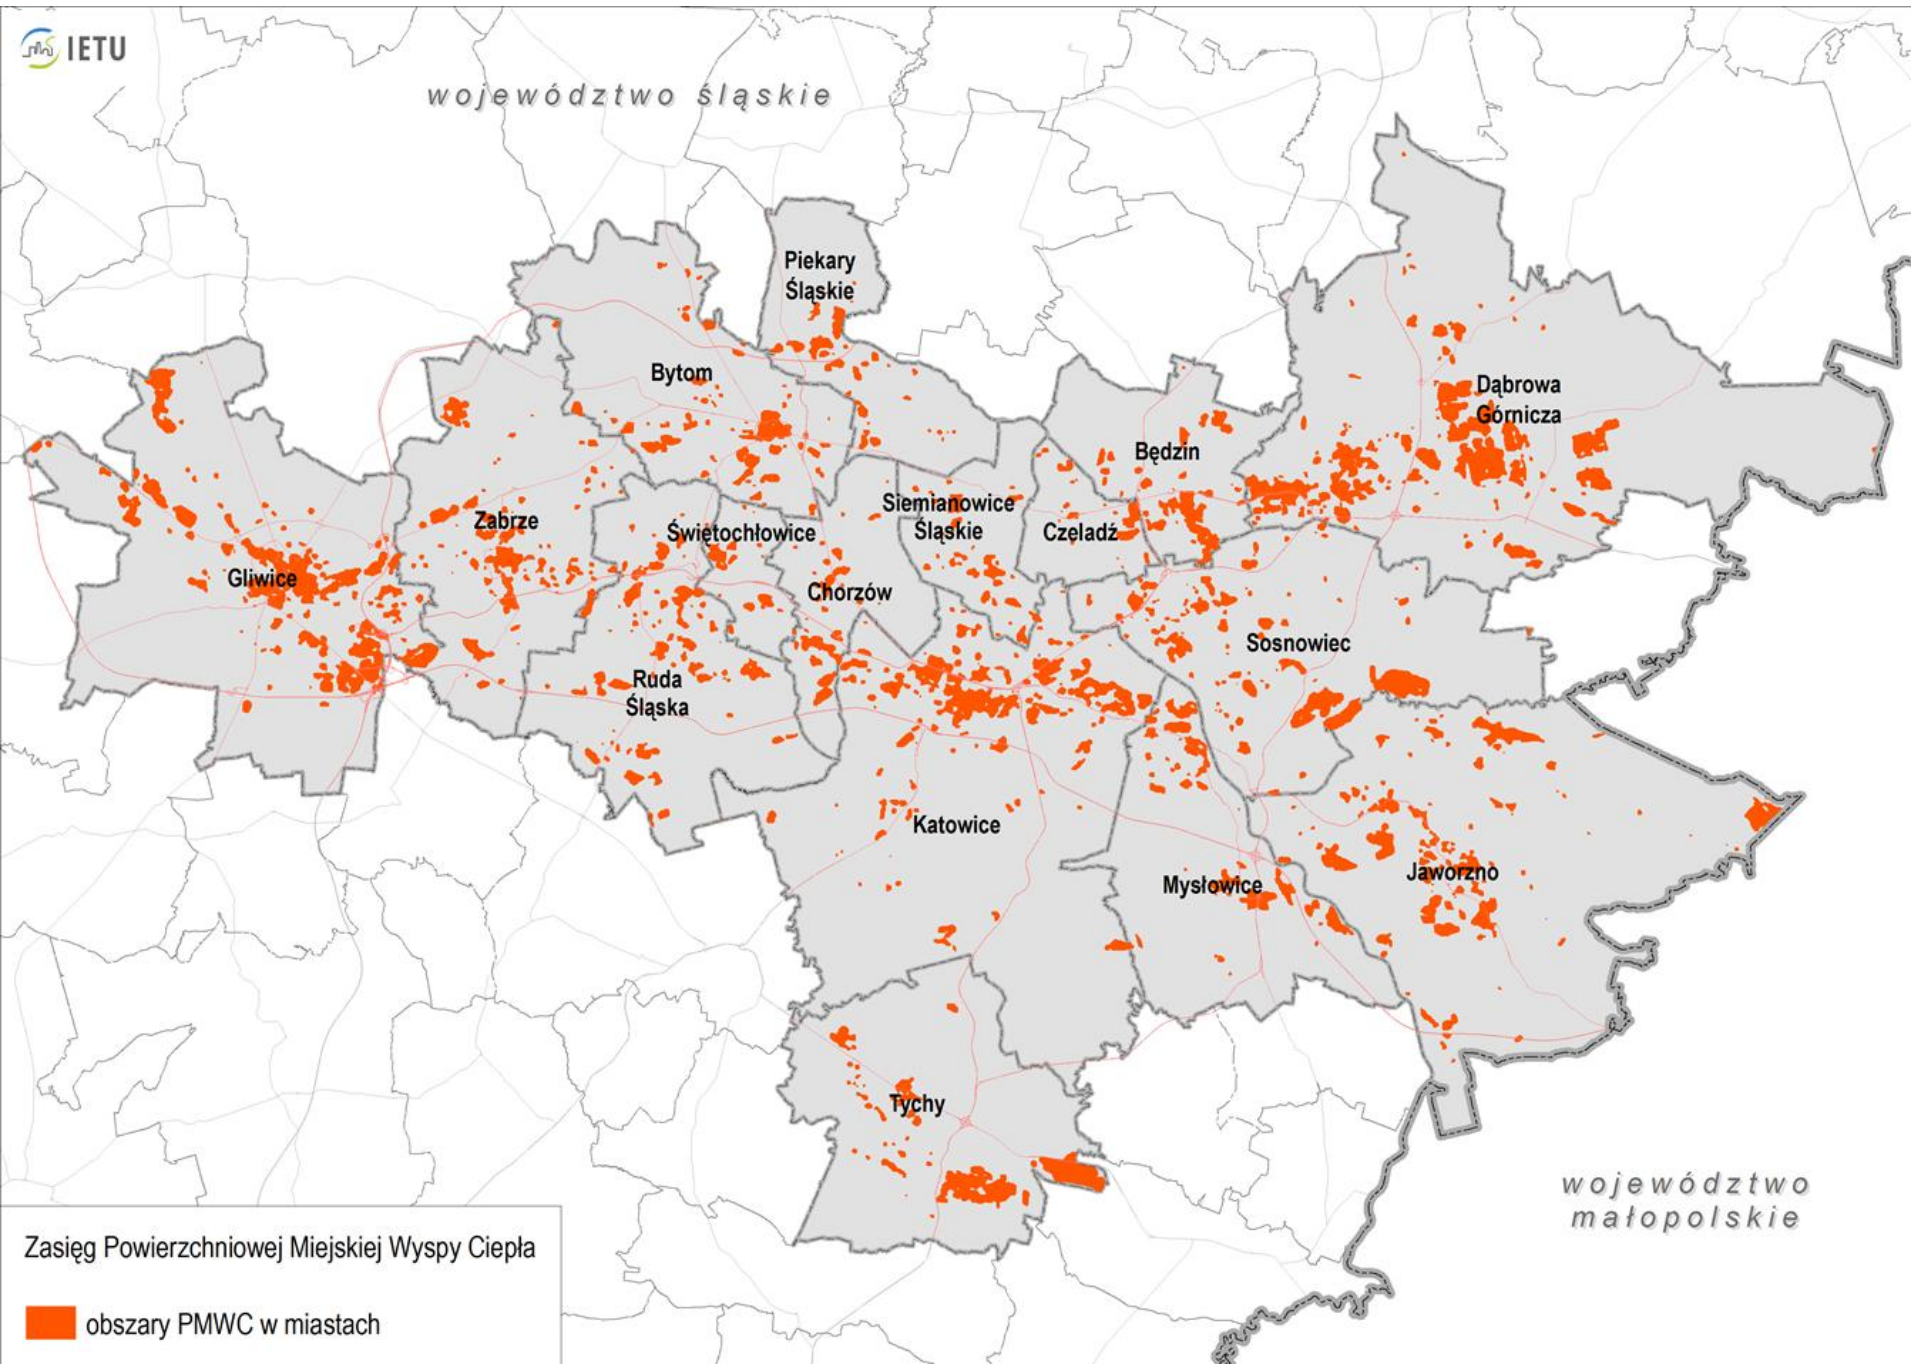 IETU
województwo śląskie
Piekary
Śląskie
Bytom
Dąbrowa
Górnicza
Będzin
Siemianowice
Śląskie
Zabrze
Świętochłowice
Czeladź
Gliwice
Chorzów
Sosnowiec
Ruda
Śląska
Katowice
Jaworzno
Mysłowice
Tychy
województwo
małopolskie
Zasięg Powierzchniowej Miejskiej Wyspy Ciepła
obszary PMWC w miastach